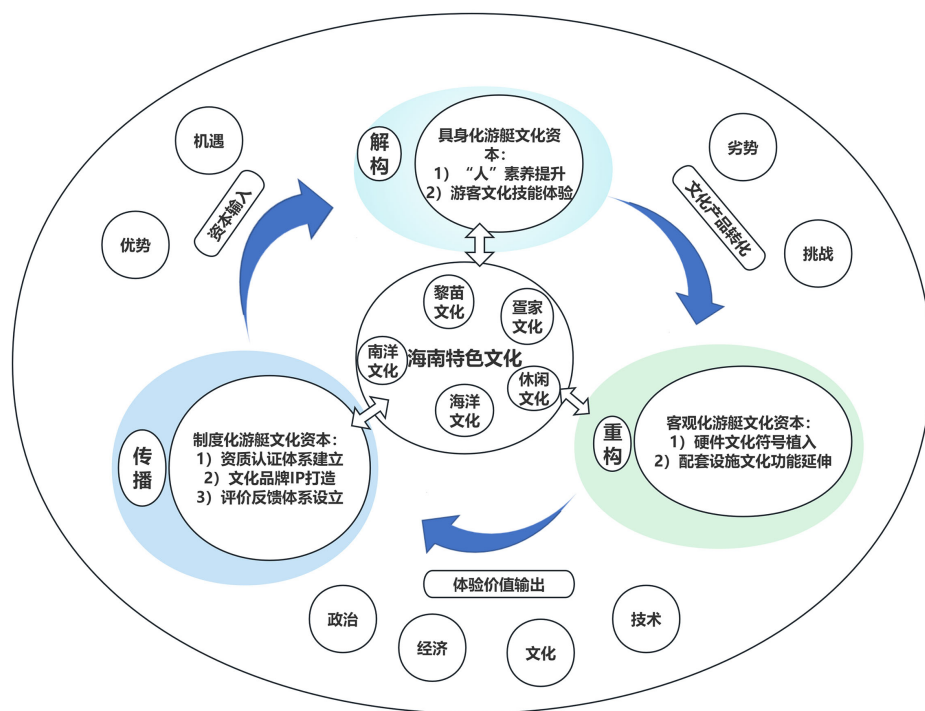 机遇
优势
资本输入
解
构
具身化游艇文化资
本：
1）“人”素养提升
2）游客文化技能体验
劣势
文化产品转化
挑战
黎苗
文化
疍家
文化
南洋
文化
海南特色文化
休闲
文化
海洋
文化
传
播
制度化游艇文化资本：
1）资质认证体系建立
2）文化品牌IP打造
3）评价反馈体系设立
重
构
客观化游艇文化资本：
1）硬件文化符号植入
2）配套设施文化功能延伸
体验价值输出
政治
经济
文化
技术